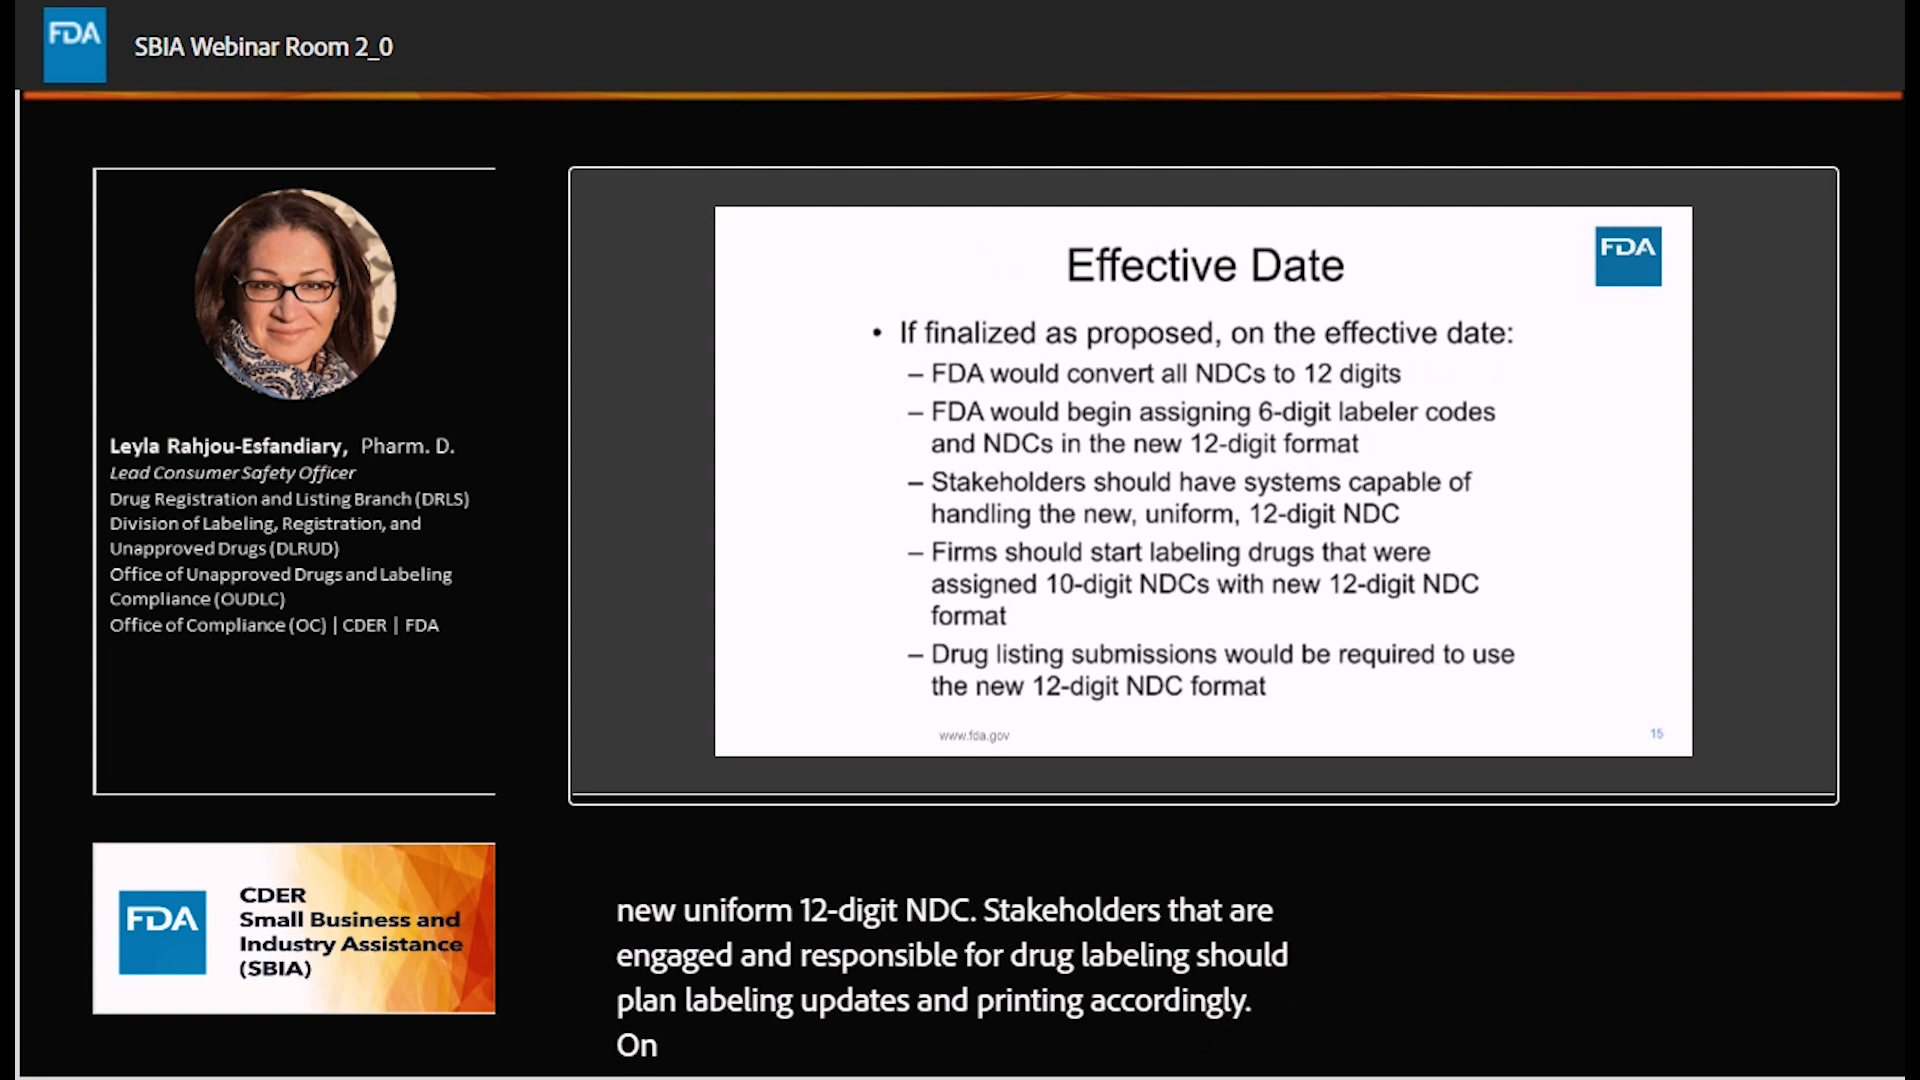 FDA
SBIA Webinar Room 2_0
Leyla Rahjou-Esfandiary, Pharm. D.
Lead Consumer Safety Officer
Drug Registration and Listing Branch (DRLS)
Division of Labeling, Registration, and
Unapproved Drugs (DLRUD)
Office of Unapproved Drugs and Labeling
Compliance (OUDLC)
Office of Compliance (OC) | CDER | FDA
FDA
Effective Date
• If finalized as proposed, on the effective date:
– FDA would convert all NDCs to 12 digits
– FDA would begin assigning 6-digit labeler codes
and NDCs in the new 12-digit format
– Stakeholders should have systems capable of
handling the new, uniform, 12-digit NDC
– Firms should start labeling drugs that were
assigned 10-digit NDCs with new 12-digit NDC
format
– Drug listing submissions would be required to use
the new 12-digit NDC format
www.fda.gov
15
FDA
CDER
Small Business and
Industry Assistance
(SBIA)
new uniform 12-digit NDC. Stakeholders that are
engaged and responsible for drug labeling should
plan labeling updates and printing accordingly.
On